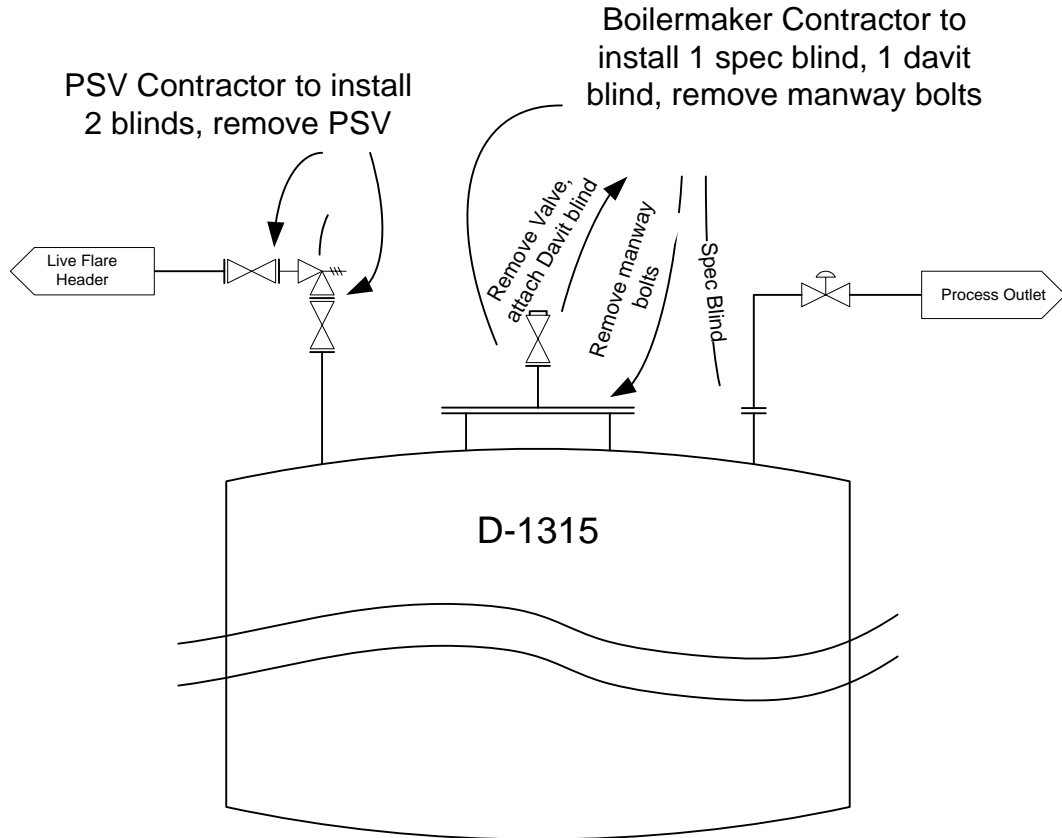 Boilermaker Contractor to
install 1 spec blind, 1 davit
blind, remove manway bolts
PSV Contractor to install
2 blinds, remove PSV
Remove Valve,
attach Davit blind
Remove manway
bolts
Spec Blind
Live Flare
Header
Process Outlet
D-1315